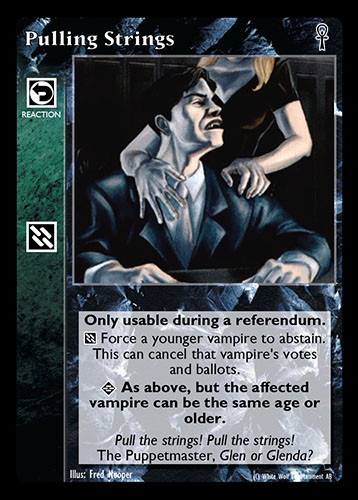 Pulling Strings
REACTION
Only usable during a referendum.
Force a younger vampire to abstain.
This can cancel that vampire's votes
and ballots.
As above, but the affected
vampire can be the same age or
older.
Pull the strings! Pull the strings!
The Puppetmaster, Glen or Glenda?
Illus: Fred Hooper
(C) White Wolf Entertainment AB